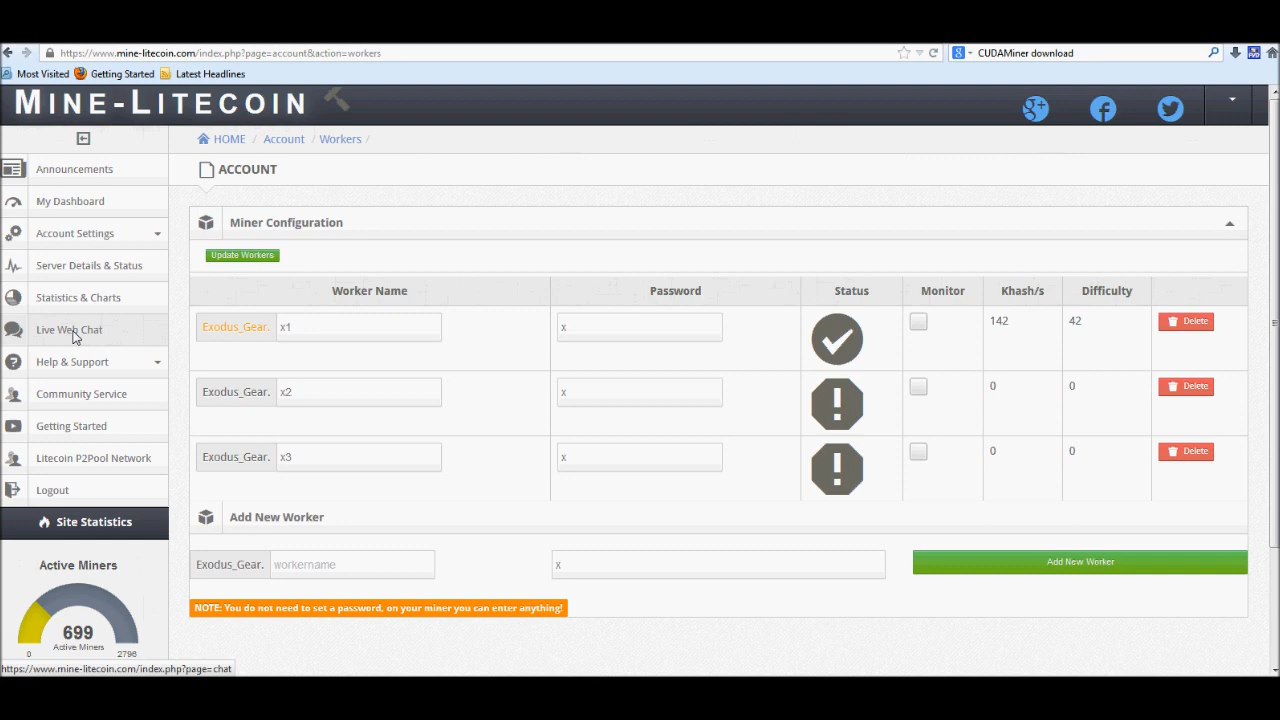 https://www.mine-litecoin.com/index.php?page=account&action=workers
CUDAMiner download
Most Visited
Getting Started
Latest Headlines
MINE-LITECOIN
HOME / Account / Workers /
ACCOUNT
Announcements
My Dashboard
Account Settings
Server Details & Status
Statistics & Charts
Live Web Chat
Help & Support
Community Service
Getting Started
Litecoin P2Pool Network
Logout
Site Statistics
Active Miners
699
Active Miners
0 2796
Miner Configuration
Update Workers
Worker Name Password Status Monitor Khash/s Difficulty
Exodus_Gear. x1 x 142 42 Delete
Exodus_Gear. x2 x 0 0 Delete
Exodus_Gear. x3 x 0 0 Delete
Add New Worker
Exodus_Gear. workername x Add New Worker
NOTE: You do not need to set a password, on your miner you can enter anything!
https://www.mine-litecoin.com/index.php?page=chat